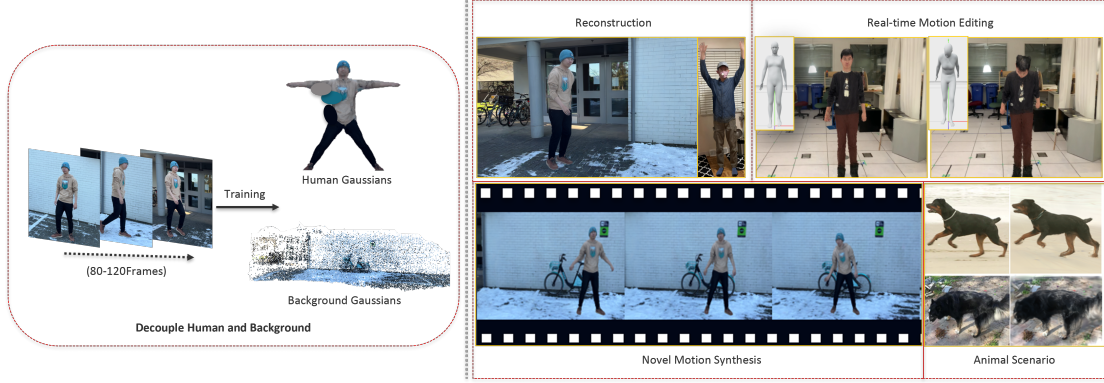 Training
(80-120Frames)
Human Gaussians
Background Gaussians
Decouple Human and Background
Reconstruction
Real-time Motion Editing
Novel Motion Synthesis
Animal Scenario